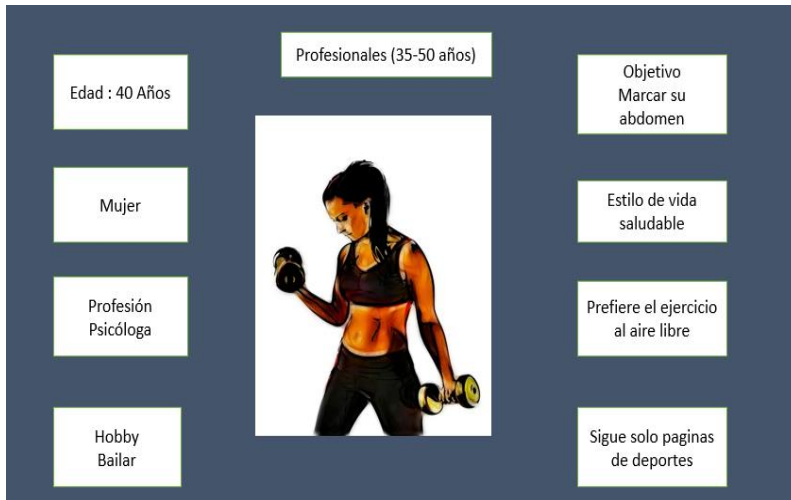 Profesionales (35-50 años)
Edad : 40 Años
Mujer
Profesión
Psicóloga
Hobby
Bailar
Objetivo
Marcar su
abdomen
Estilo de vida
saludable
Prefiere el ejercicio
al aire libre
Sigue solo paginas
de deportes